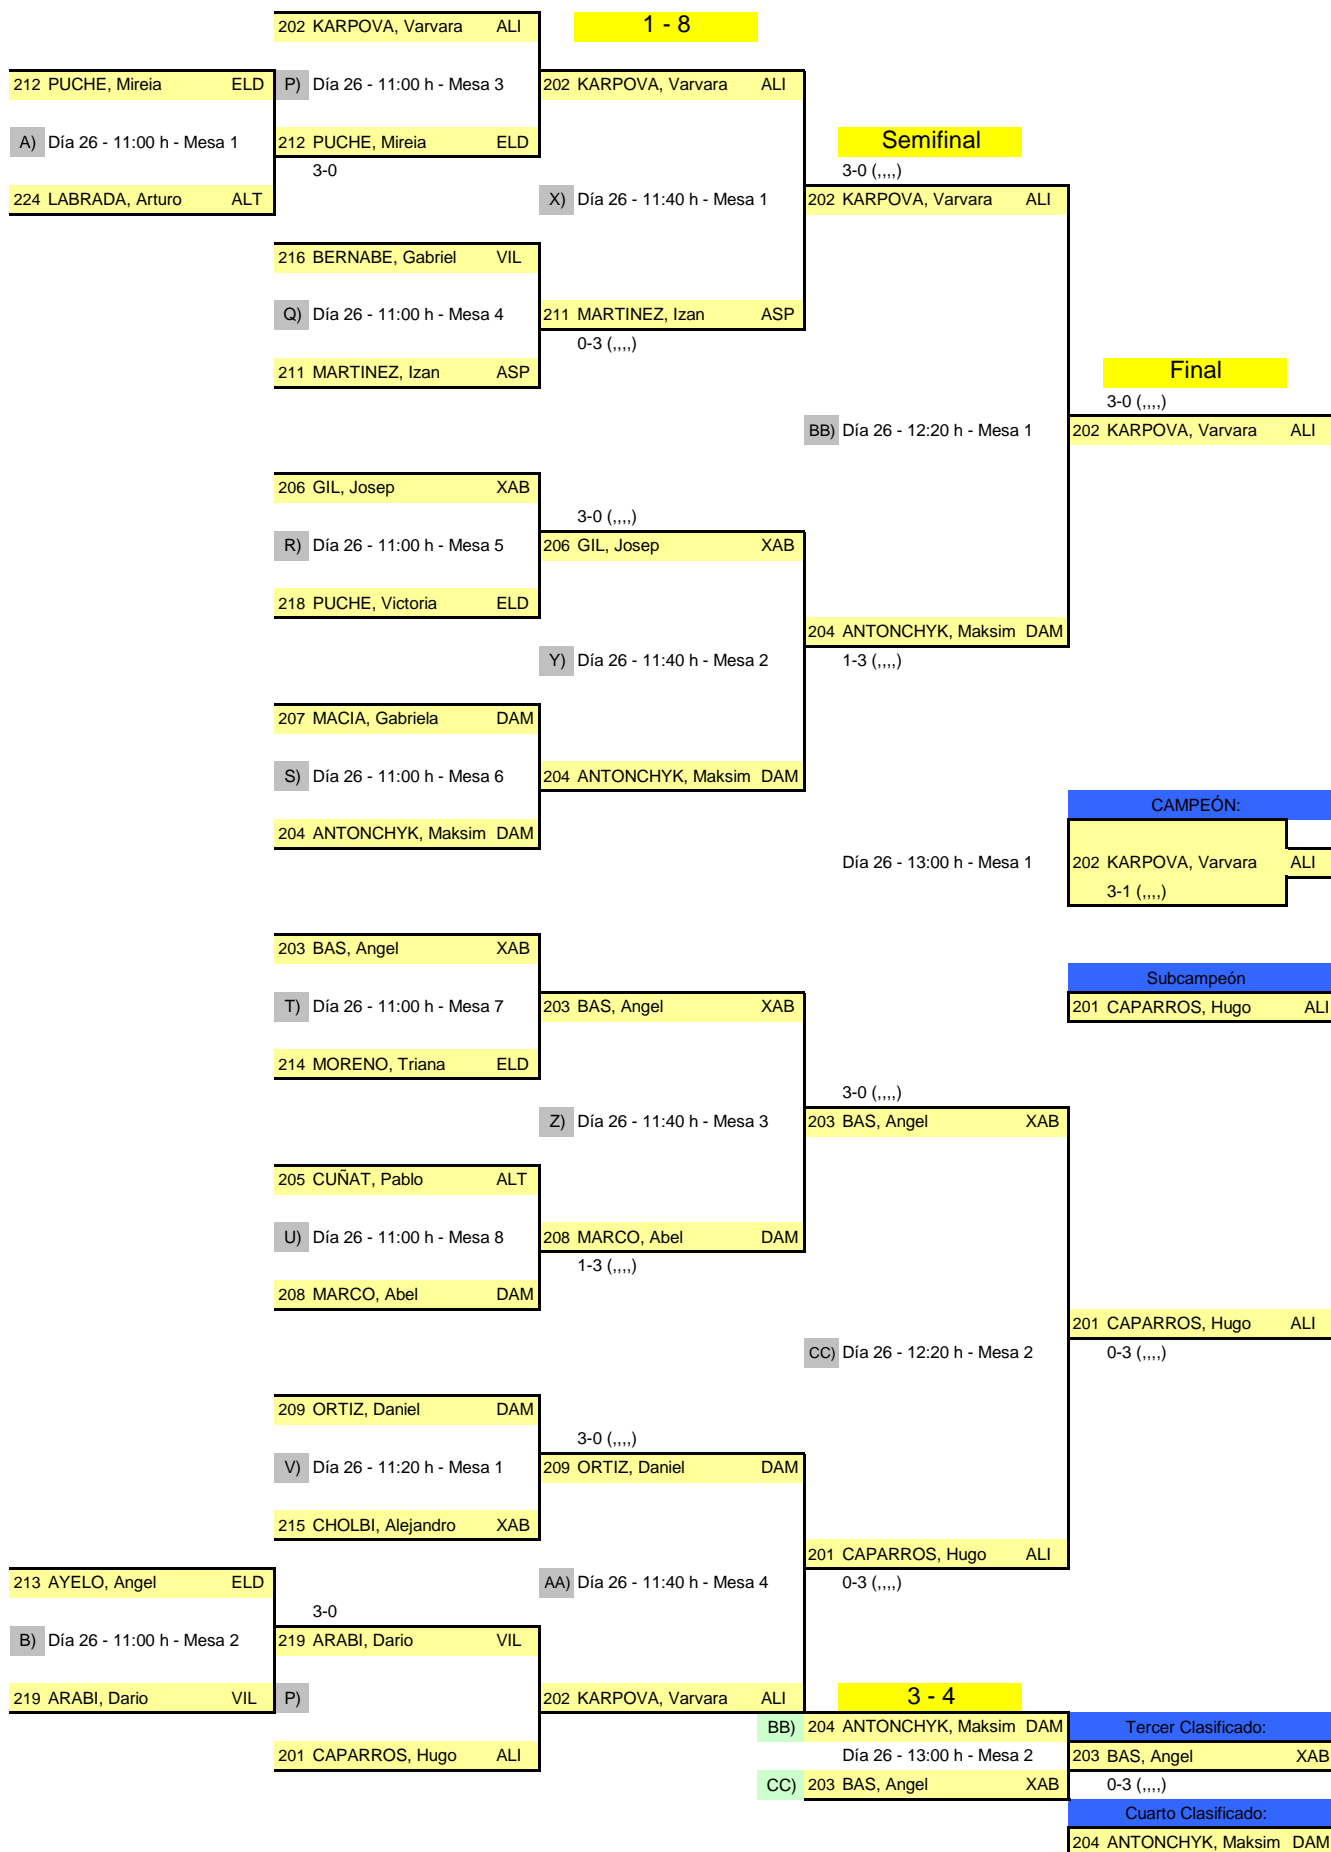 202 KARPOVA, Varvara ALI 1 - 8
212 PUCHE, Mireia ELD P) Día 26 - 11:00 h - Mesa 3 202 KARPOVA, Varvara ALI
A) Día 26 - 11:00 h - Mesa 1 212 PUCHE, Mireia ELD Semifinal
3-0 3-0 (,,,,)
224 LABRADA, Arturo ALT X) Día 26 - 11:40 h - Mesa 1 202 KARPOVA, Varvara ALI
216 BERNABE, Gabriel VIL
Q) Día 26 - 11:00 h - Mesa 4 211 MARTINEZ, Izan ASP
0-3 (,,,,)
211 MARTINEZ, Izan ASP Final
3-0 (,,,,)
BB) Día 26 - 12:20 h - Mesa 1 202 KARPOVA, Varvara ALI
206 GIL, Josep XAB
3-0 (,,,,)
R) Día 26 - 11:00 h - Mesa 5 206 GIL, Josep XAB
218 PUCHE, Victoria ELD
204 ANTONCHYK, Maksim DAM
Y) Día 26 - 11:40 h - Mesa 2 1-3 (,,,,)
207 MACIA, Gabriela DAM
S) Día 26 - 11:00 h - Mesa 6 204 ANTONCHYK, Maksim DAM
CAMPEÓN:
204 ANTONCHYK, Maksim DAM
Día 26 - 13:00 h - Mesa 1 202 KARPOVA, Varvara ALI
3-1 (,,,,)
203 BAS, Angel XAB
Subcampeón
T) Día 26 - 11:00 h - Mesa 7 203 BAS, Angel XAB 201 CAPARROS, Hugo ALI
214 MORENO, Triana ELD
3-0 (,,,,)
Z) Día 26 - 11:40 h - Mesa 3 203 BAS, Angel XAB
205 CUÑAT, Pablo ALT
U) Día 26 - 11:00 h - Mesa 8 208 MARCO, Abel DAM
1-3 (,,,,)
208 MARCO, Abel DAM
201 CAPARROS, Hugo ALI
CC) Día 26 - 12:20 h - Mesa 2 0-3 (,,,,)
209 ORTIZ, Daniel DAM
3-0 (,,,,)
V) Día 26 - 11:20 h - Mesa 1 209 ORTIZ, Daniel DAM
215 CHOLBI, Alejandro XAB
201 CAPARROS, Hugo ALI
213 AYELO, Angel ELD AA) Día 26 - 11:40 h - Mesa 4 0-3 (,,,,)
3-0
B) Día 26 - 11:00 h - Mesa 2 219 ARABI, Dario VIL
219 ARABI, Dario VIL P) 202 KARPOVA, Varvara ALI 3 - 4
BB) 204 ANTONCHYK, Maksim DAM Tercer Clasificado:
201 CAPARROS, Hugo ALI Día 26 - 13:00 h - Mesa 2 203 BAS, Angel XAB
CC) 203 BAS, Angel XAB 0-3 (,,,,)
Cuarto Clasificado:
204 ANTONCHYK, Maksim DAM